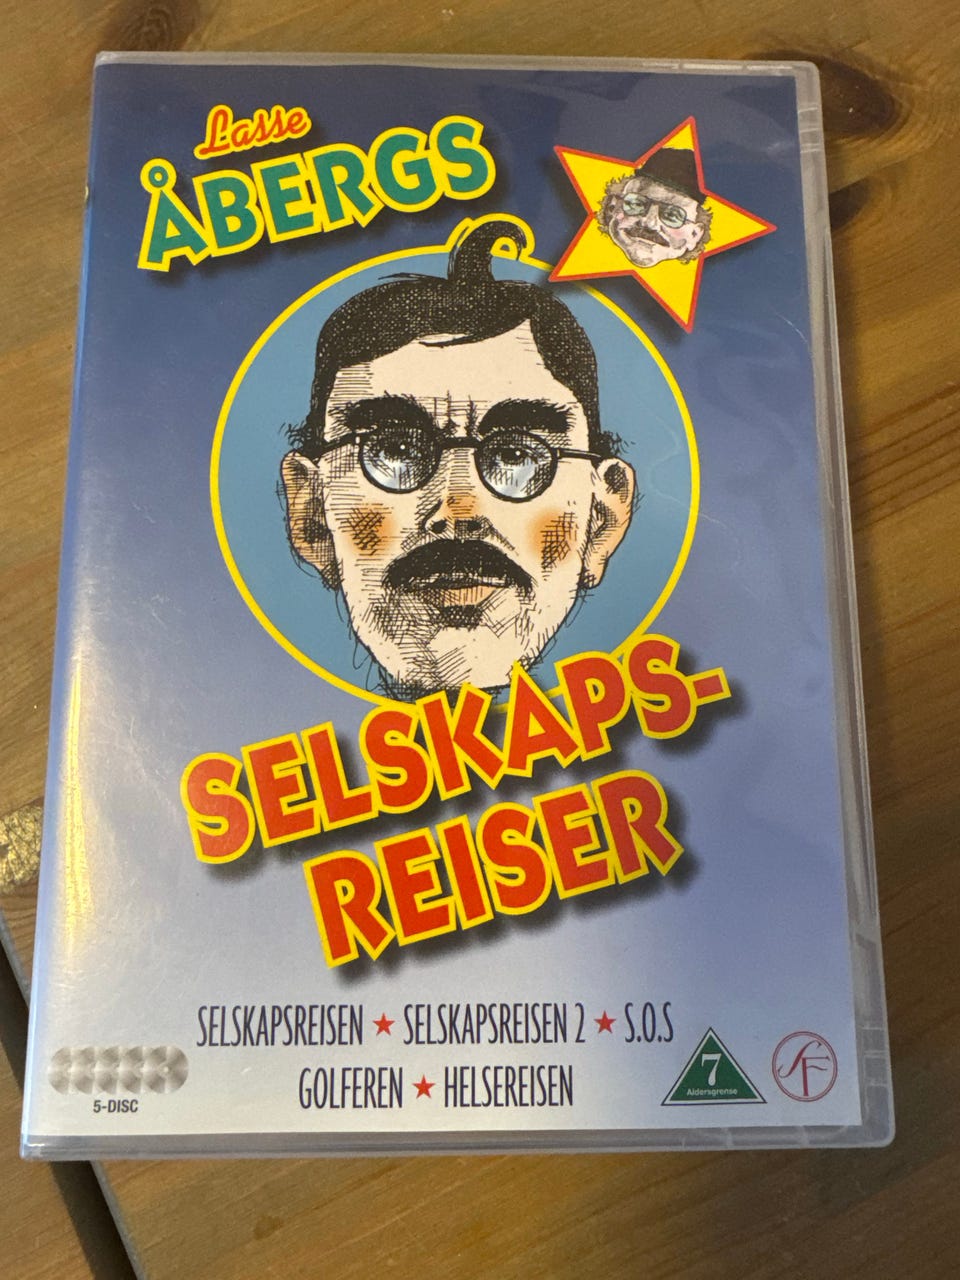 Lasse
ÅBERGS
SELSKAPS-
REISER
SELSKAPSREISEN ★ SELSKAPSREISEN 2 ★ S.O.S
GOLFEREN ★ HELSEREISEN
5-DISC
7
Aldersgrense
SF